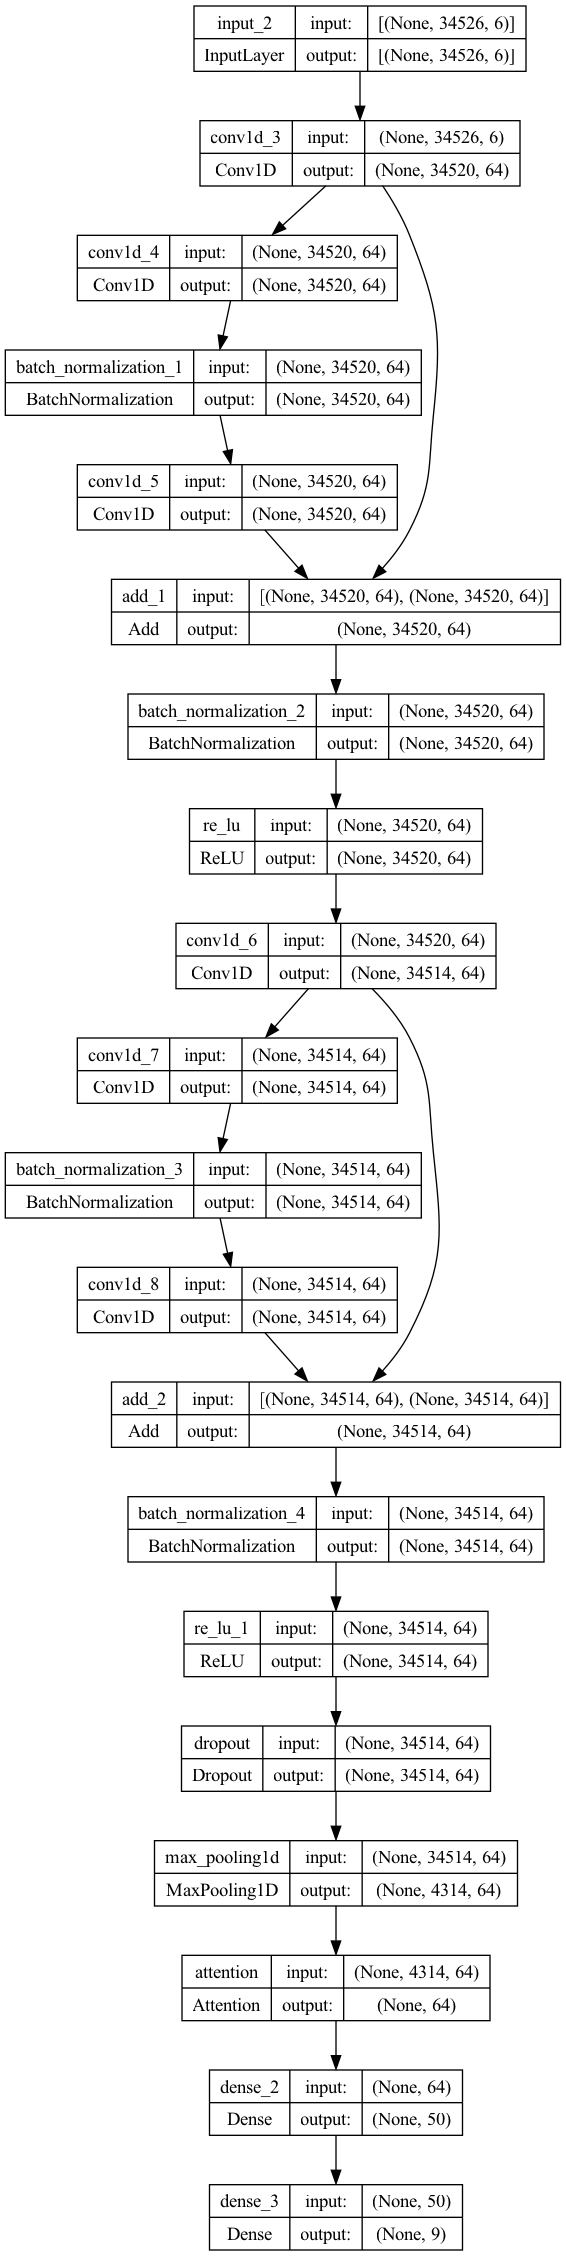 input_2 input: [(None, 34526, 6)]
InputLayer output: [(None, 34526, 6)]
conv1d_3 input: (None, 34526, 6)
Conv1D output: (None, 34520, 64)
conv1d_4 input: (None, 34520, 64)
Conv1D output: (None, 34520, 64)
batch_normalization_1 input: (None, 34520, 64)
BatchNormalization output: (None, 34520, 64)
conv1d_5 input: (None, 34520, 64)
Conv1D output: (None, 34520, 64)
add_1 input: [(None, 34520, 64), (None, 34520, 64)]
Add output: (None, 34520, 64)
batch_normalization_2 input: (None, 34520, 64)
BatchNormalization output: (None, 34520, 64)
re_lu input: (None, 34520, 64)
ReLU output: (None, 34520, 64)
conv1d_6 input: (None, 34520, 64)
Conv1D output: (None, 34514, 64)
conv1d_7 input: (None, 34514, 64)
Conv1D output: (None, 34514, 64)
batch_normalization_3 input: (None, 34514, 64)
BatchNormalization output: (None, 34514, 64)
conv1d_8 input: (None, 34514, 64)
Conv1D output: (None, 34514, 64)
add_2 input: [(None, 34514, 64), (None, 34514, 64)]
Add output: (None, 34514, 64)
batch_normalization_4 input: (None, 34514, 64)
BatchNormalization output: (None, 34514, 64)
re_lu_1 input: (None, 34514, 64)
ReLU output: (None, 34514, 64)
dropout input: (None, 34514, 64)
Dropout output: (None, 34514, 64)
max_pooling1d input: (None, 34514, 64)
MaxPooling1D output: (None, 4314, 64)
attention input: (None, 4314, 64)
Attention output: (None, 64)
dense_2 input: (None, 64)
Dense output: (None, 50)
dense_3 input: (None, 50)
Dense output: (None, 9)